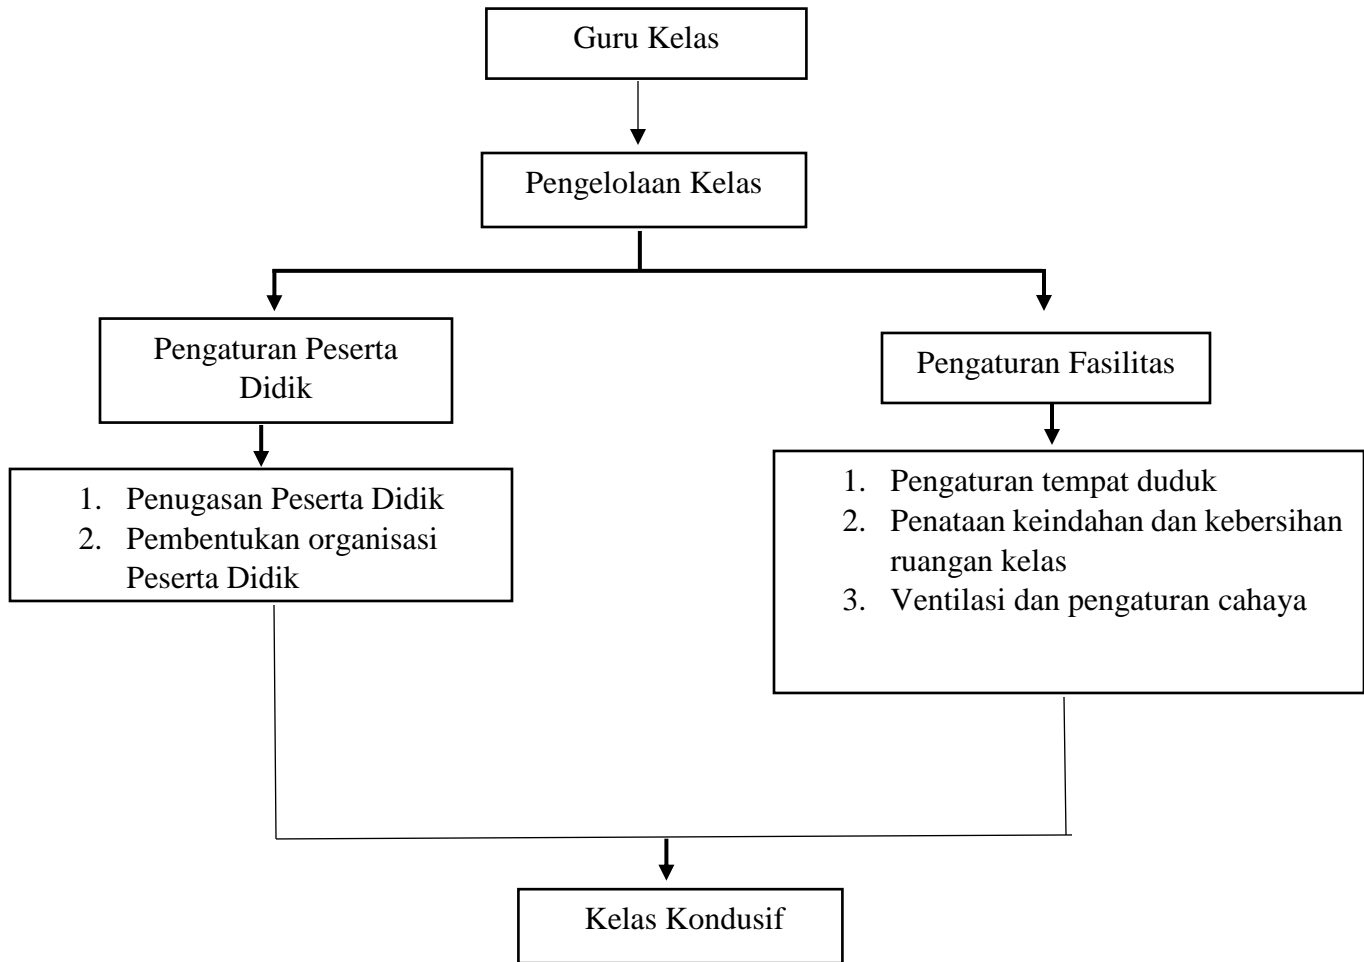 Guru Kelas
Pengelolaan Kelas
Pengaturan Peserta
Didik
Pengaturan Fasilitas
1. Penugasan Peserta Didik
2. Pembentukan organisasi
Peserta Didik
1. Pengaturan tempat duduk
2. Penataan keindahan dan kebersihan
ruangan kelas
3. Ventilasi dan pengaturan cahaya
Kelas Kondusif